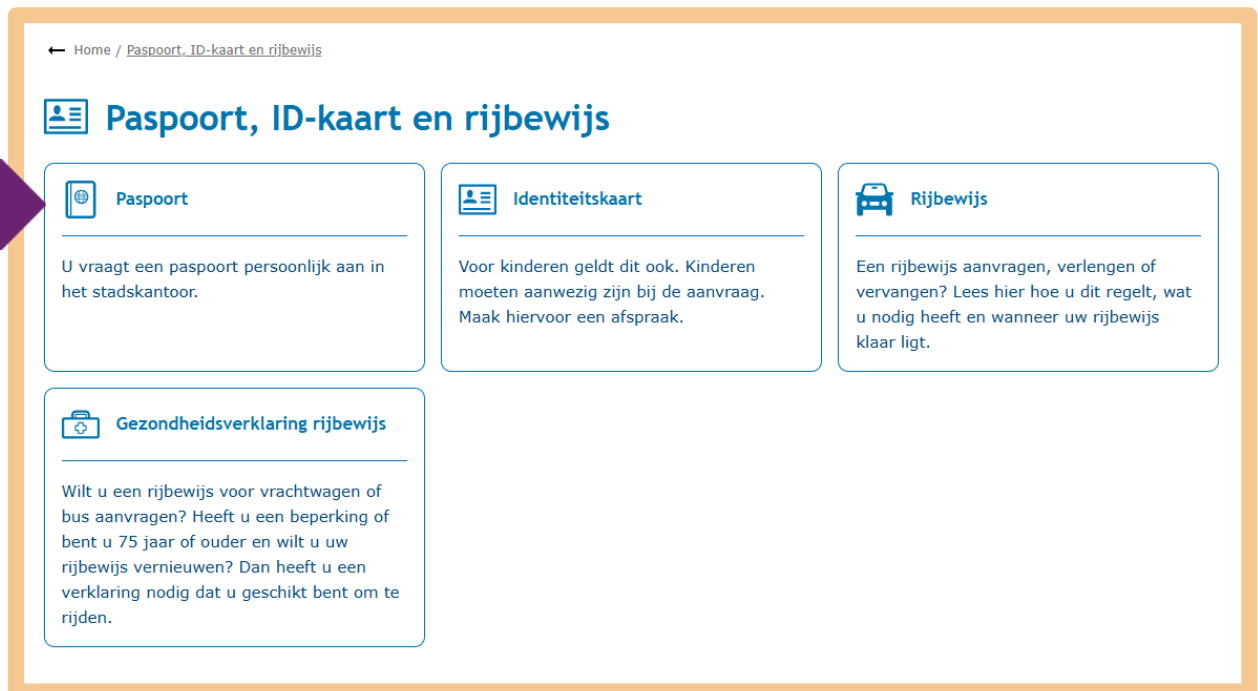 ← Home / Paspoort, ID-kaart en rijbewijs
Paspoort, ID-kaart en rijbewijs
Paspoort
U vraagt een paspoort persoonlijk aan in
het stadskantoor.
Identiteitskaart
Voor kinderen geldt dit ook. Kinderen
moeten aanwezig zijn bij de aanvraag.
Maak hiervoor een afspraak.
Rijbewijs
Een rijbewijs aanvragen, verlengen of
vervangen? Lees hier hoe u dit regelt, wat
u nodig heeft en wanneer uw rijbewijs
klaar ligt.
Gezondheidsverklaring rijbewijs
Wilt u een rijbewijs voor vrachtwagen of
bus aanvragen? Heeft u een beperking of
bent u 75 jaar of ouder en wilt u uw
rijbewijs vernieuwen? Dan heeft u een
verklaring nodig dat u geschikt bent om te
rijden.